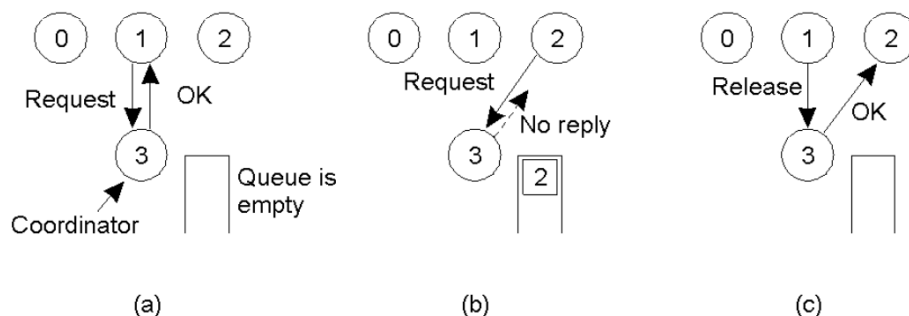 0 1 2
Request OK
3
Queue is
empty
Coordinator
(a)
0 1 2
Request
No reply
3
2
(b)
0 1 2
Release
OK
3
(c)